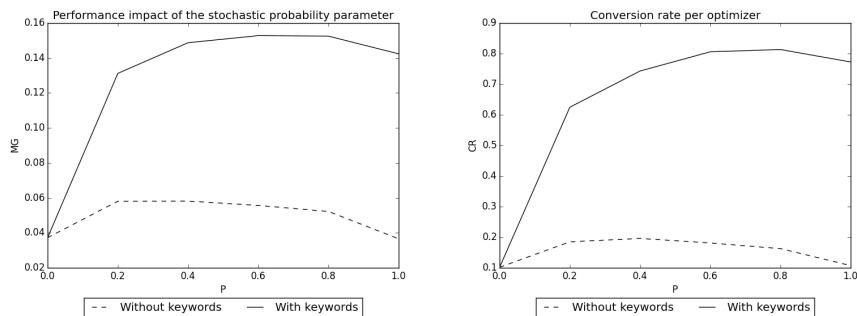 Performance impact of the stochastic probability parameter
0.16
0.14
0.12
0.10
0.08
0.06
0.04
0.02
MG
0.0 0.2 0.4 0.6 0.8 1.0
P
Without keywords With keywords
Conversion rate per optimizer
0.9
0.8
0.7
0.6
0.5
0.4
0.3
0.2
0.1
CR
0.0 0.2 0.4 0.6 0.8 1.0
P
Without keywords With keywords